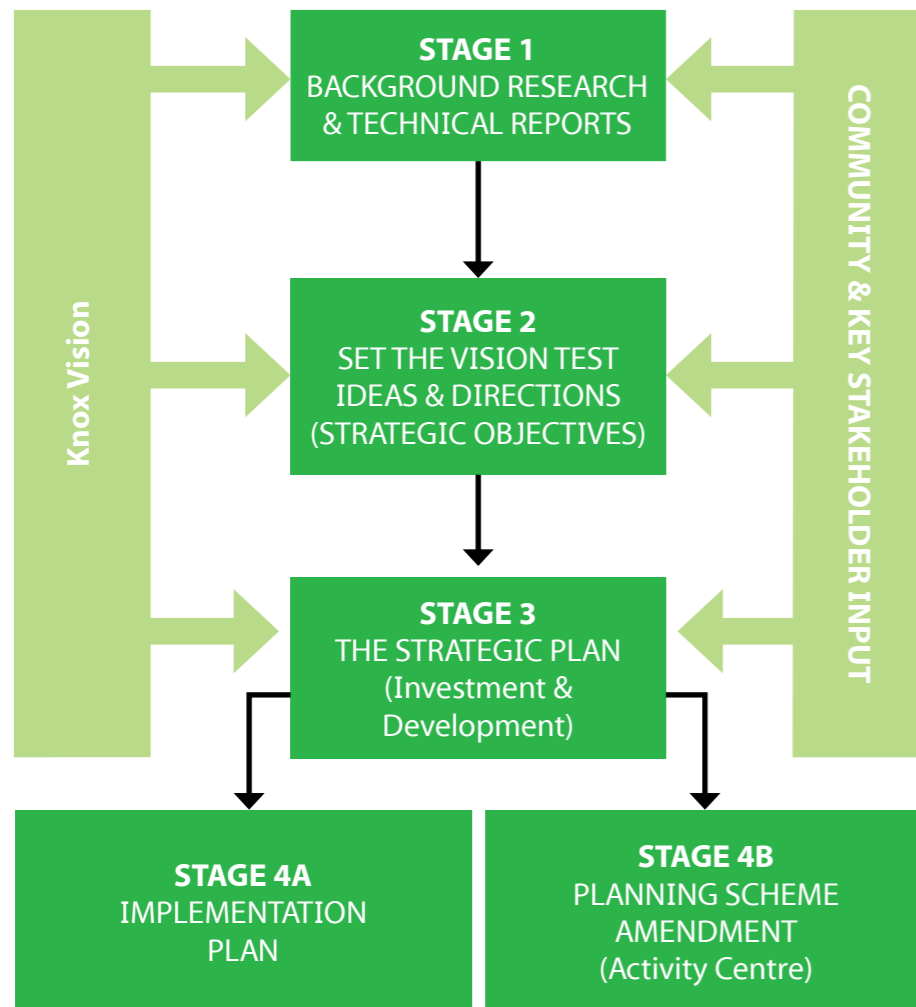 STAGE 1
BACKGROUND RESEARCH
& TECHNICAL REPORTS
Knox Vision
COMMUNITY & KEY STAKEHOLDER INPUT
STAGE 2
SET THE VISION TEST
IDEAS & DIRECTIONS
(STRATEGIC OBJECTIVES)
STAGE 3
THE STRATEGIC PLAN
(Investment &
Development)
STAGE 4A
IMPLEMENTATION
PLAN
STAGE 4B
PLANNING SCHEME
AMENDMENT
(Activity Centre)